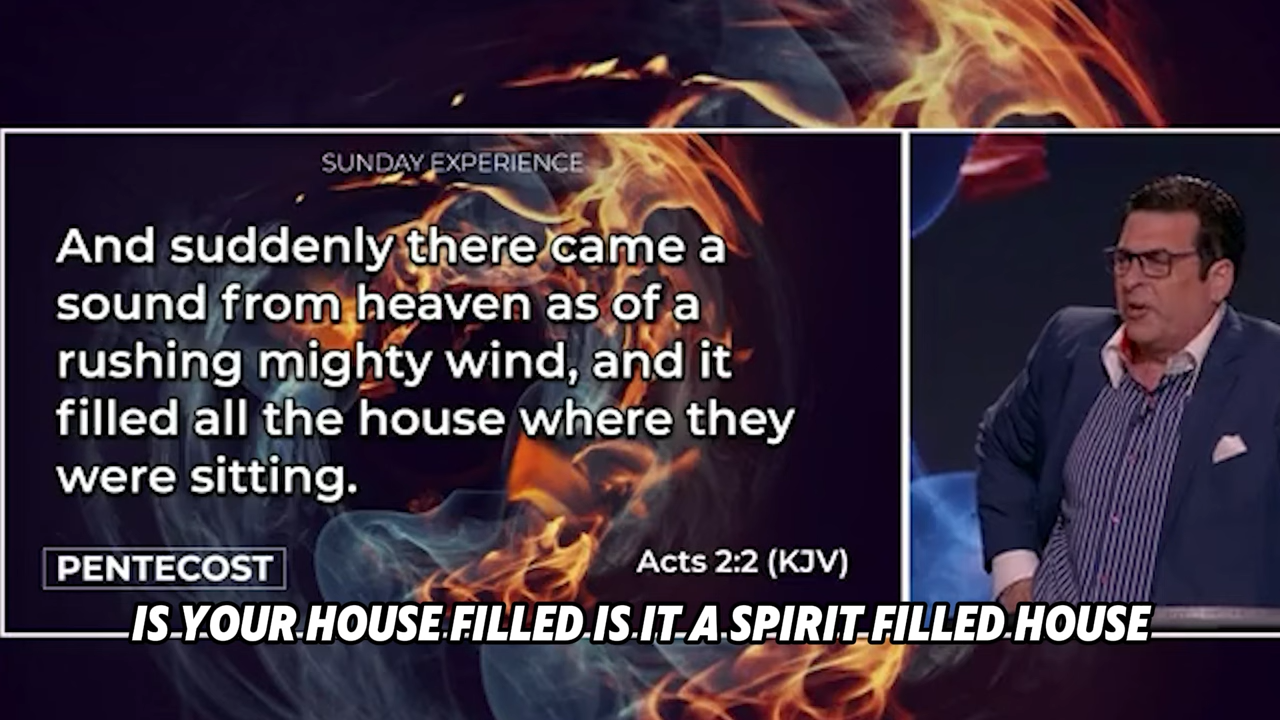 SUNDAY EXPERIENCE
And suddenly there came a
sound from heaven as of a
rushing mighty wind, and it
filled all the house where they
were sitting.
PENTECOST
Acts 2:2 (KJV)
IS YOUR HOUSE FILLED IS IT A SPIRIT FILLED HOUSE